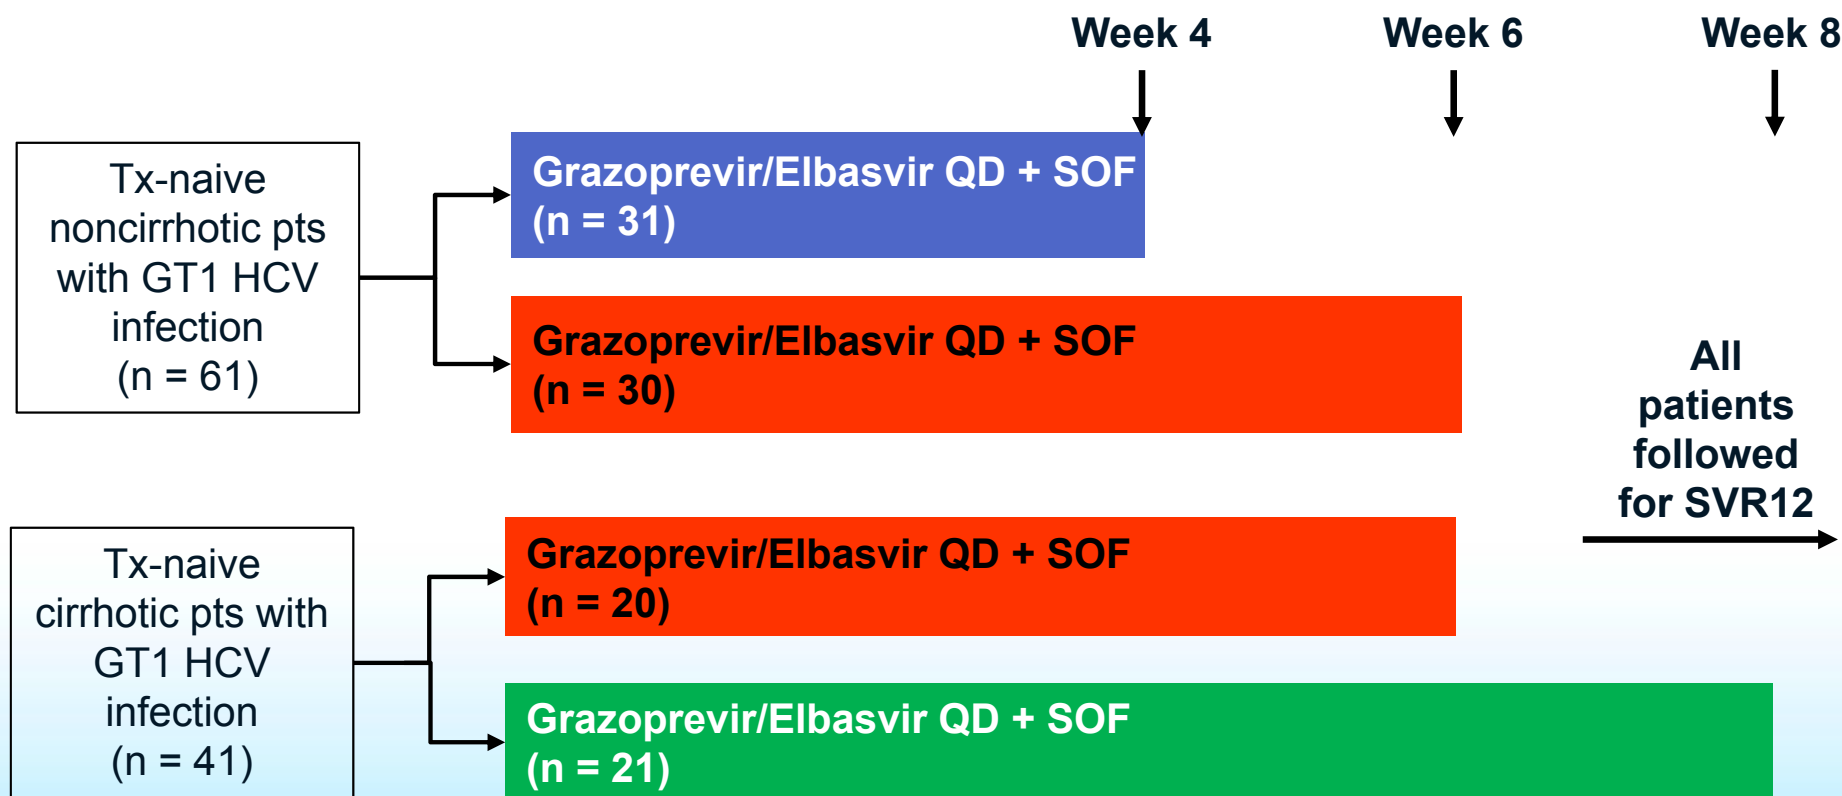 Week 4
Week 6
Week 8
Tx-naive
noncirrhotic pts
with GT1 HCV
infection
(n = 61)
Grazoprevir/Elbasvir QD + SOF
(n = 31)
Grazoprevir/Elbasvir QD + SOF
(n = 30)
All
patients
followed
for SVR12
Tx-naive
cirrhotic pts with
GT1 HCV
infection
(n = 41)
Grazoprevir/Elbasvir QD + SOF
(n = 20)
Grazoprevir/Elbasvir QD + SOF
(n = 21)